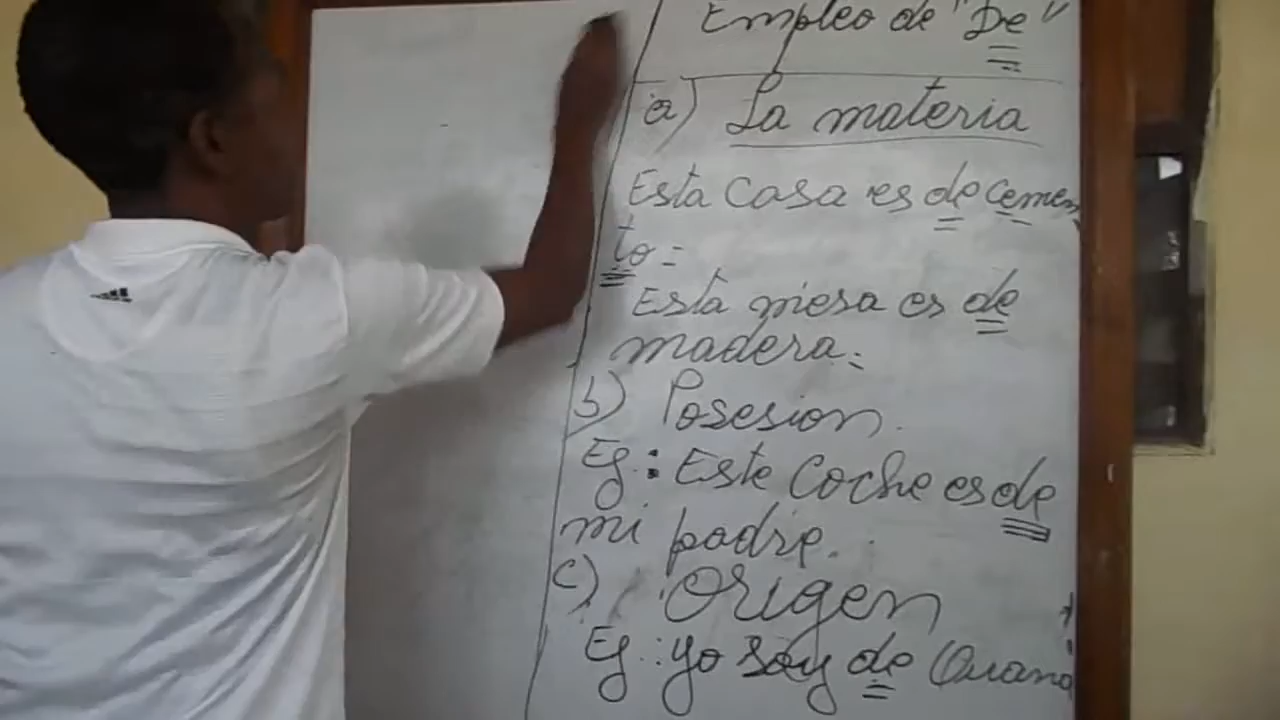 Empleo de "De"
a) La materia
Esta casa es de cemen
to =
Esta mesa es de
madera.
b) Posesion.
Eg: Este Coche es de
mi padre.
c) Origen
Eg: yo soy de